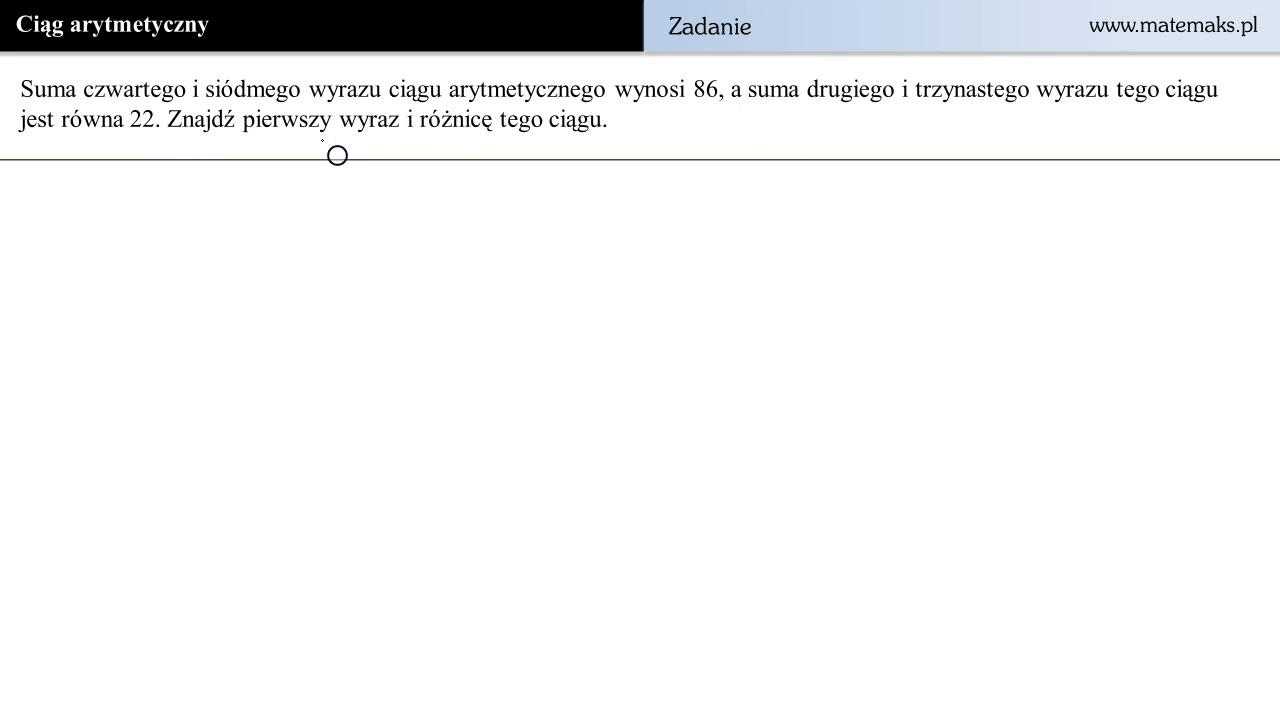 Ciąg arytmetyczny
Zadanie
www.matemaks.pl
Suma czwartego i siódmego wyrazu ciągu arytmetycznego wynosi 86, a suma drugiego i trzynastego wyrazu tego ciągu
jest równa 22. Znajdź pierwszy wyraz i różnicę tego ciągu.